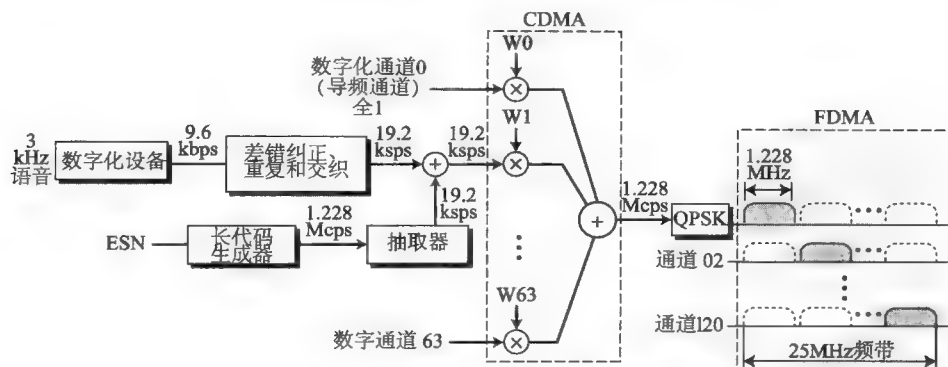 CDMA
W0
数字化通道0
(导频通道)
全1
W1
FDMA
3
kHz
语音
数字化设备
9.6
kbps
差错纠正、
重复和交织
19.2
ksps
19.2
ksps
1.228
MHz
1.228
Mcps
QPSK
19.2
ksps
ESN
长代码
生成器
1.228
Mcps
抽取器
通道 02
W63
数字通道 63
通道120
25MHz频带